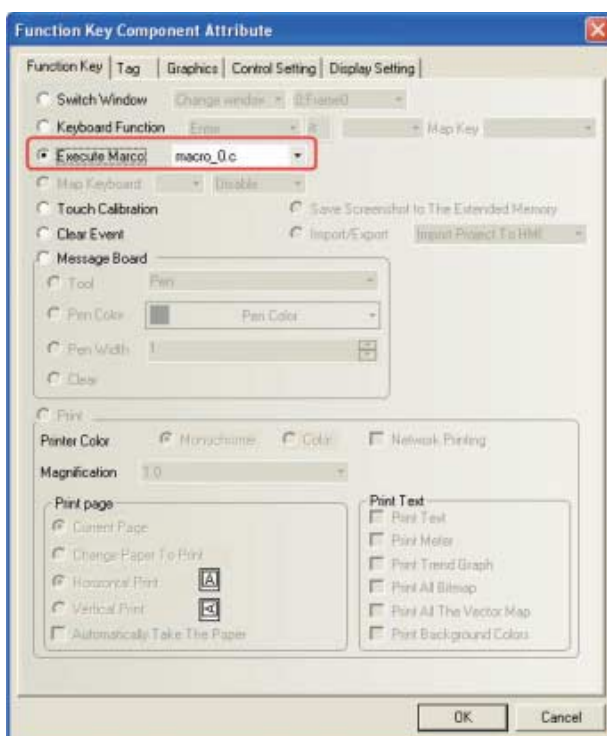 Function Key Component Attribute
Function Key Tag Graphics Control Setting Display Setting
Switch Window Change window 0:Frame0
Keyboard Function Enter Map Key
Execute Marco macro_0.c
Map Keyboard Disable
Touch Calibration Save Screenshot to The Extended Memory
Clear Event Import/Export Import Project To HMI
Message Board
Tool Pen
Pen Color Pen Color
Pen Width 1
Clear
Print
Printer Color Monochrome Color Network Printing
Magnification 1.0
Print page Print Text
Current Page Print Text
Change Paper To Print Print Meter
Horizontal Print A Print Trend Graph
Vertical Print A Print All Bitmap
Automatically Take The Paper Print All The Vector Map
Print Background Colors
OK Cancel